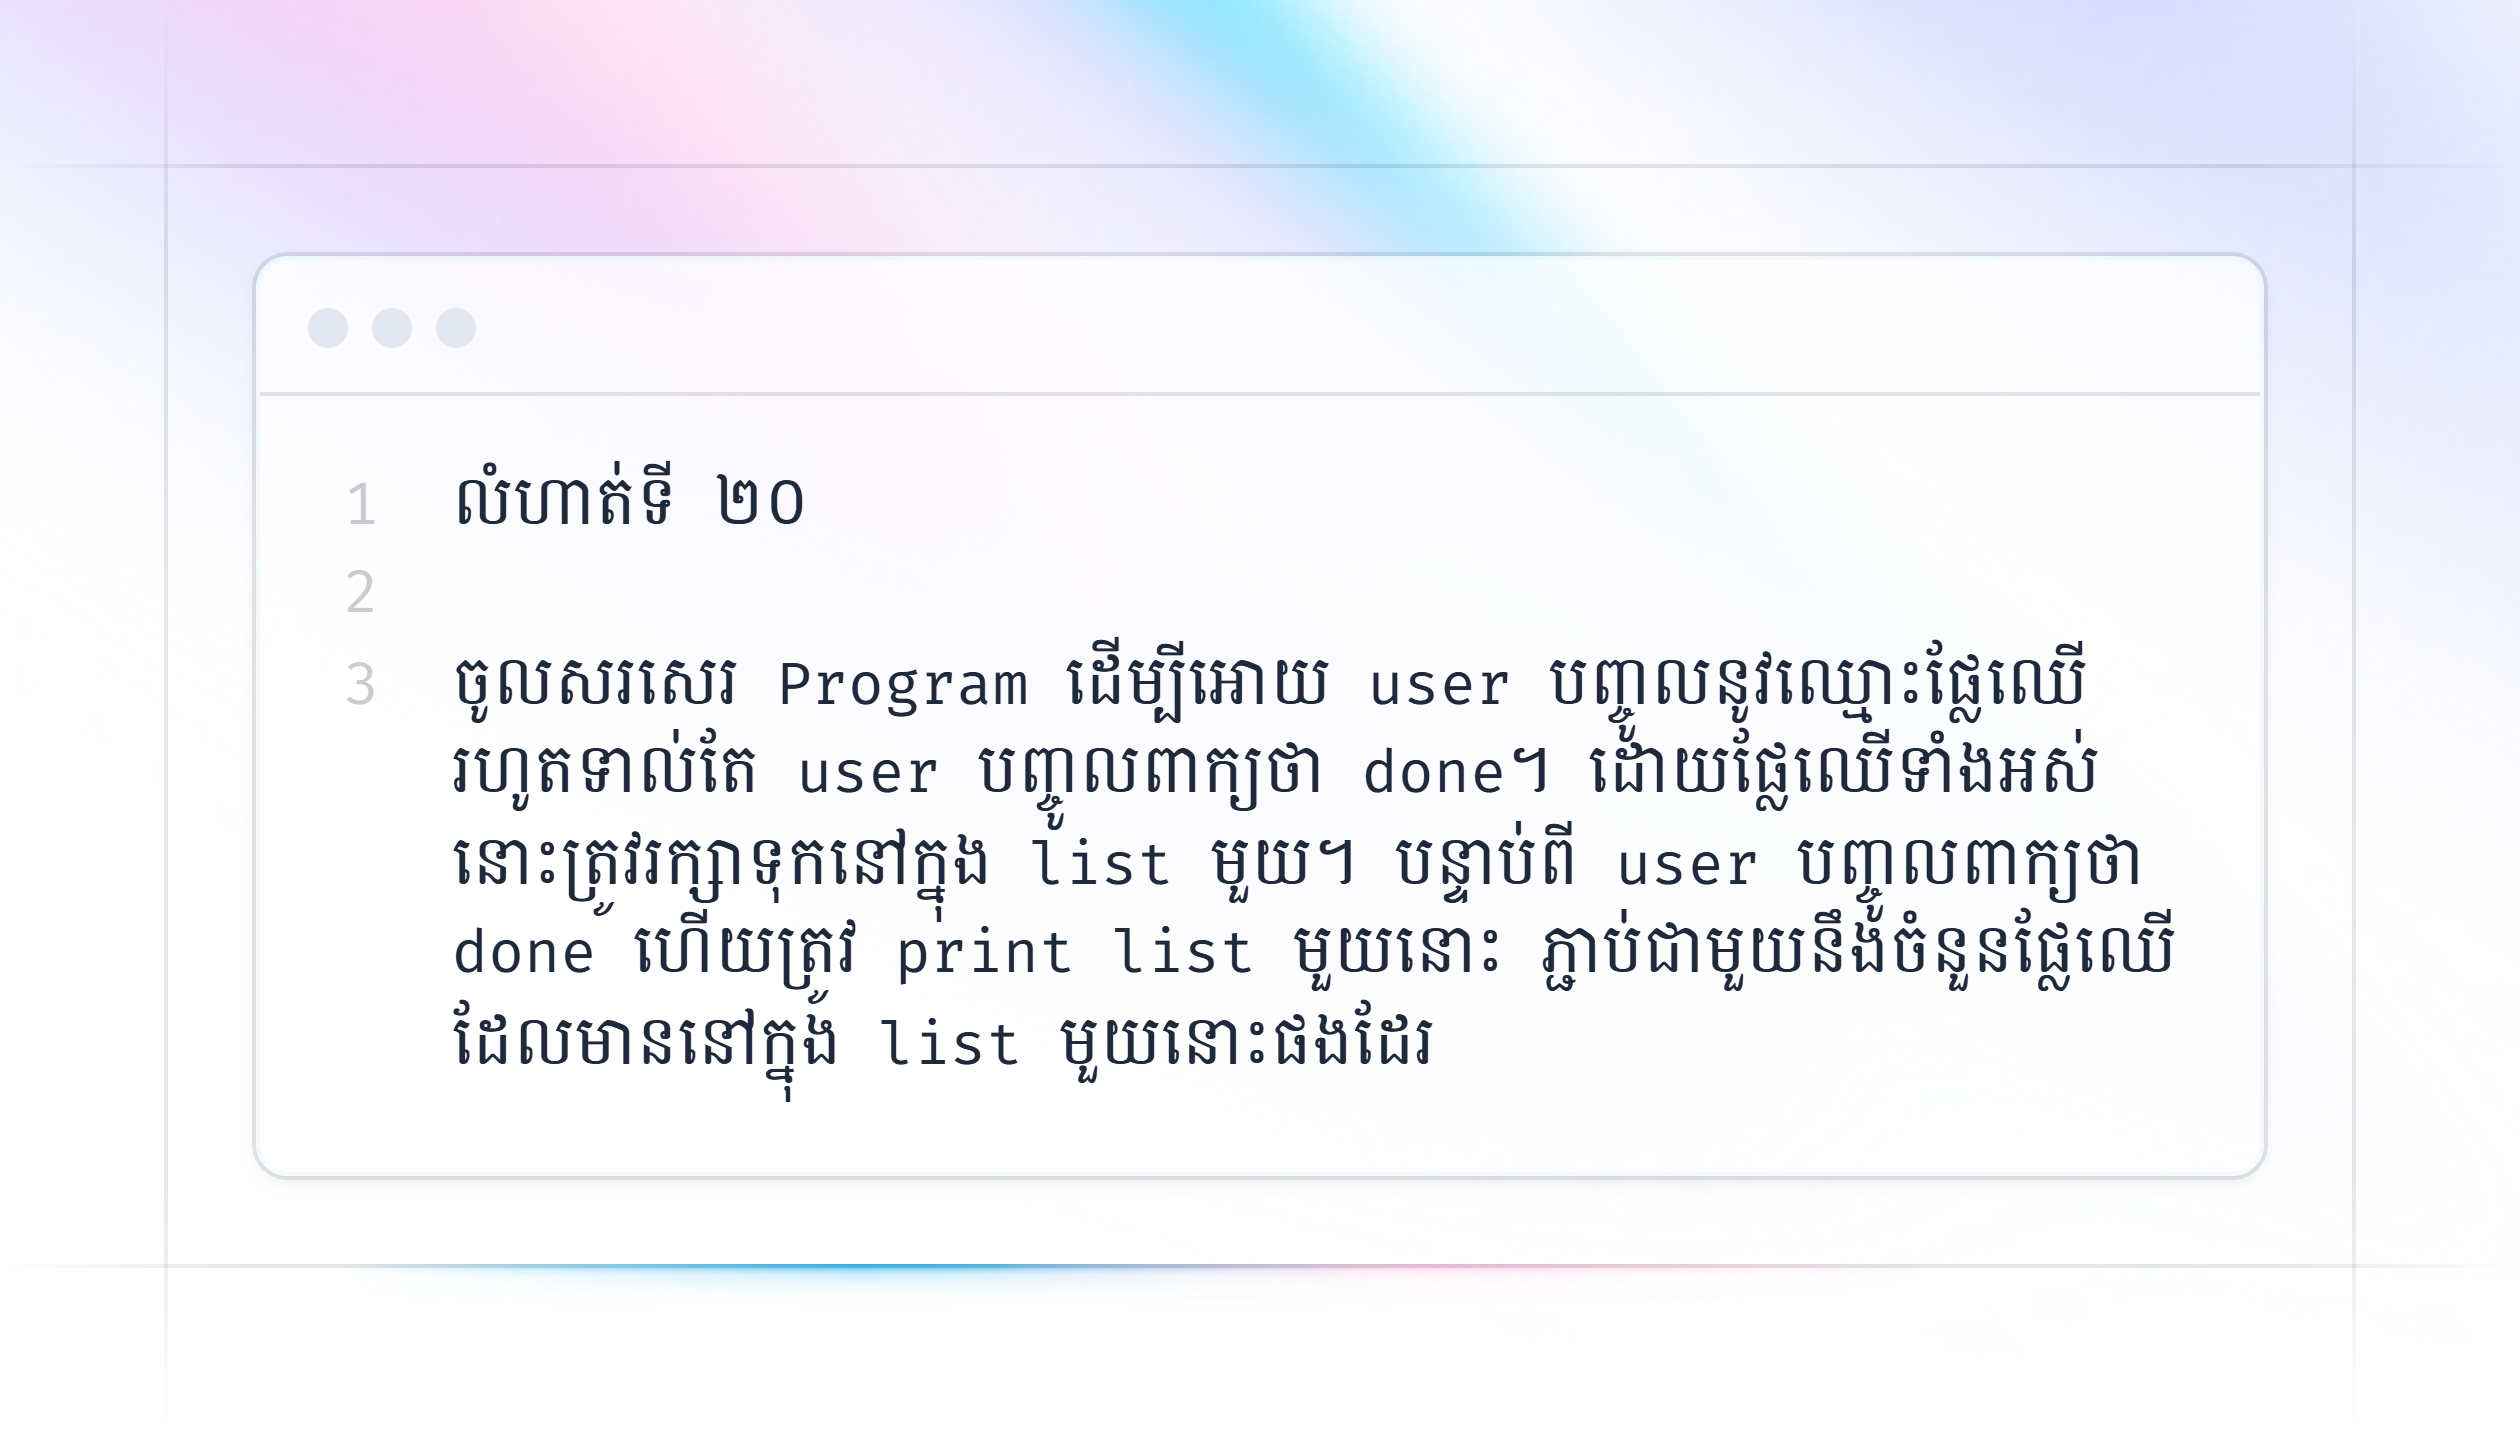 1 លំហាត់ទី ២០
2
3 ចូលសរសេរ Program ដើម្បីអោយ user បញ្ចូលនូវឈ្មោះផ្លែឈើ
រហូតទាល់តែ user បញ្ចូលពាក្យថា done។ ដោយផ្លែឈើទាំងអស់
នោះត្រូវរក្សាទុកនៅក្នុង list មួយ។ បន្ទាប់ពី user បញ្ចូលពាក្យថា
done ហើយត្រូវ print list មួយនោះ ភ្ជាប់ជាមួយនឹងចំនួនផ្លែឈើ
ដែលមាននៅក្នុង list មួយនោះផងដែរ